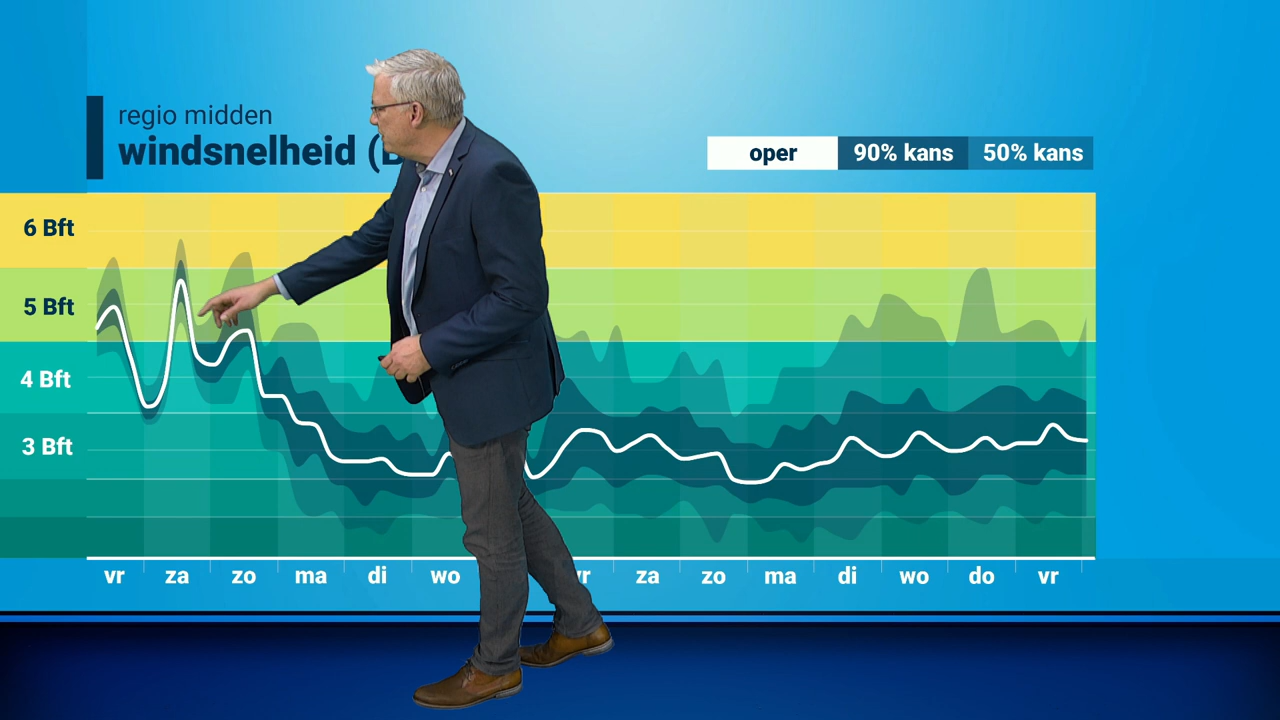 regio midden
windsnelheid (B
oper 90% kans 50% kans
6 Bft
5 Bft
4 Bft
3 Bft
vr za zo ma di wo vr za zo ma di wo do vr